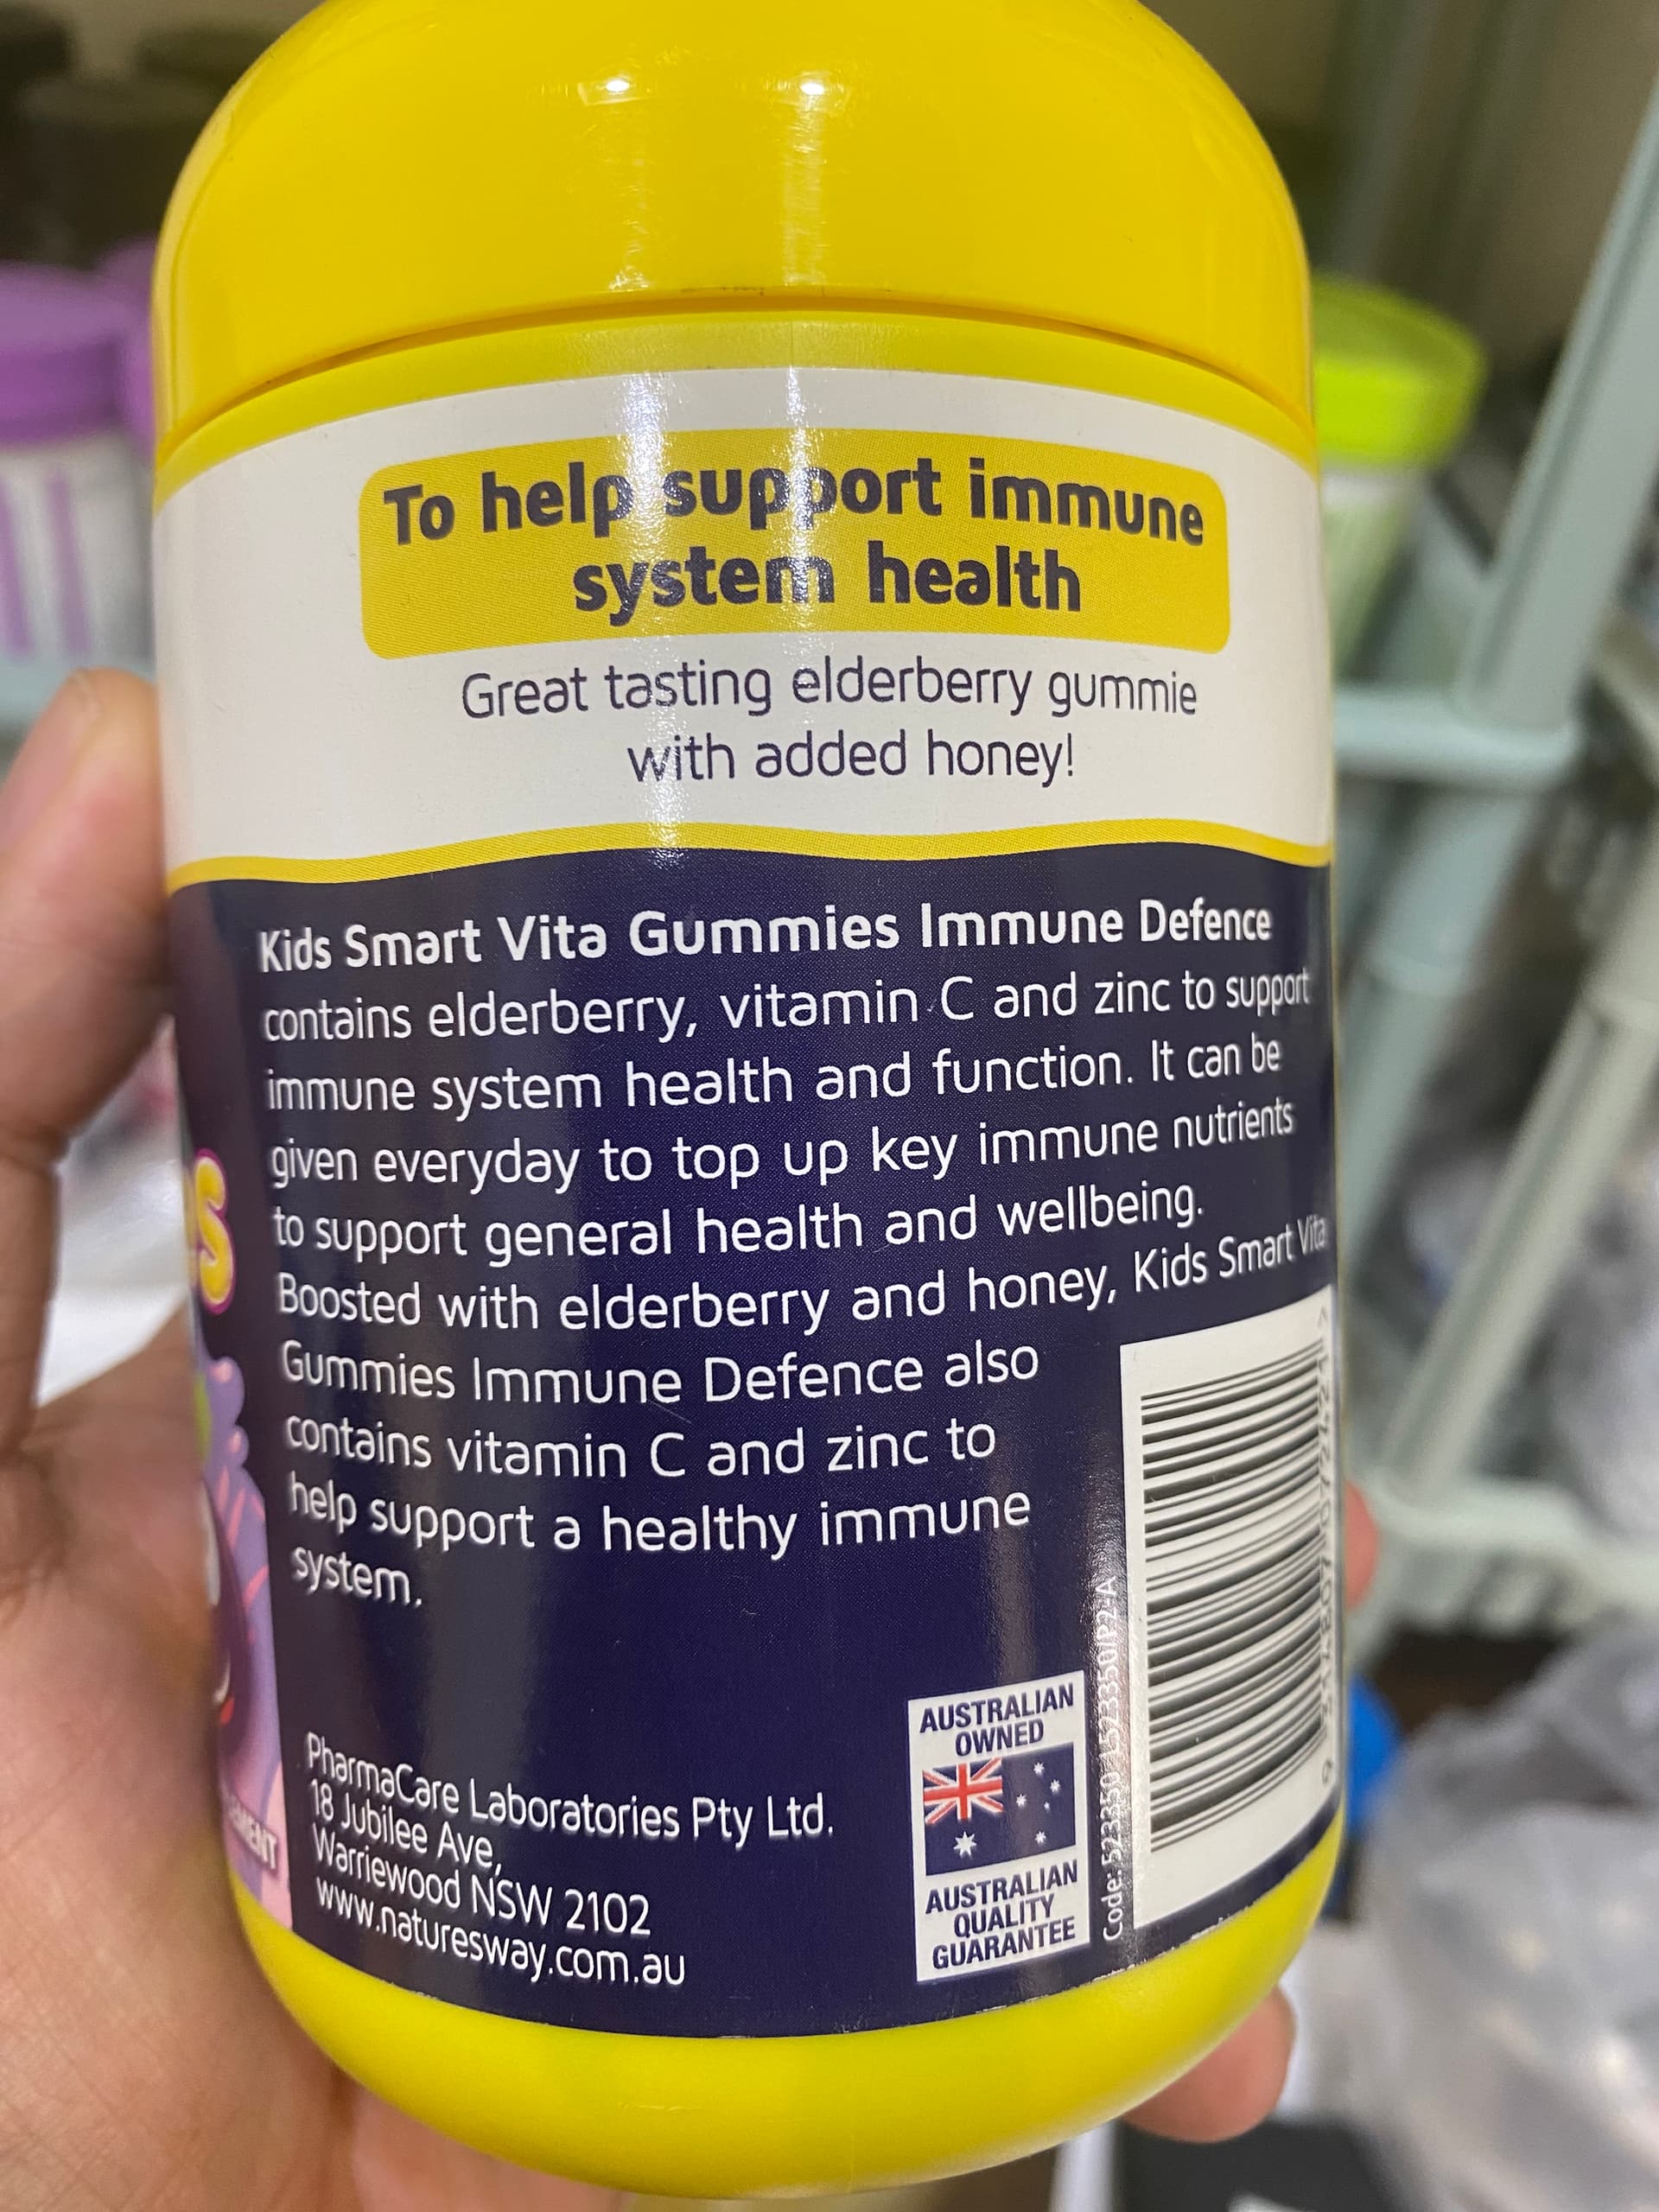 To help support immune
system health
Great tasting elderberry gummie
with added honey!
Kids Smart Vita Gummies Immune Defence
contains elderberry, vitamin C and zinc to support
immune system health and function. It can be
given everyday to top up key immune nutrients
to support general health and wellbeing.
Boosted with elderberry and honey, Kids Smart Vita
Gummies Immune Defence also
contains vitamin C and zinc to
help support a healthy immune
system.
PharmaCare Laboratories Pty Ltd.
18 Jubilee Ave,
Warriewood NSW 2102
www.naturesway.com.au
AUSTRALIAN
OWNED
AUSTRALIAN
QUALITY
GUARANTEE
Code: